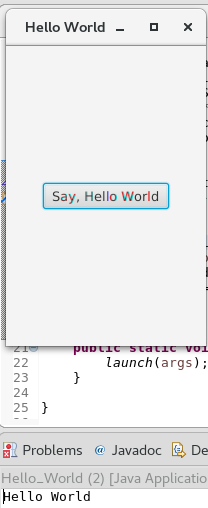 Hello World
Say, Hello World
21
public static voi
22
launch(args);
23
}
24
25
}
26
Problems
Javadoc
De
Hello_World (2) [Java Applicatio
Hello World